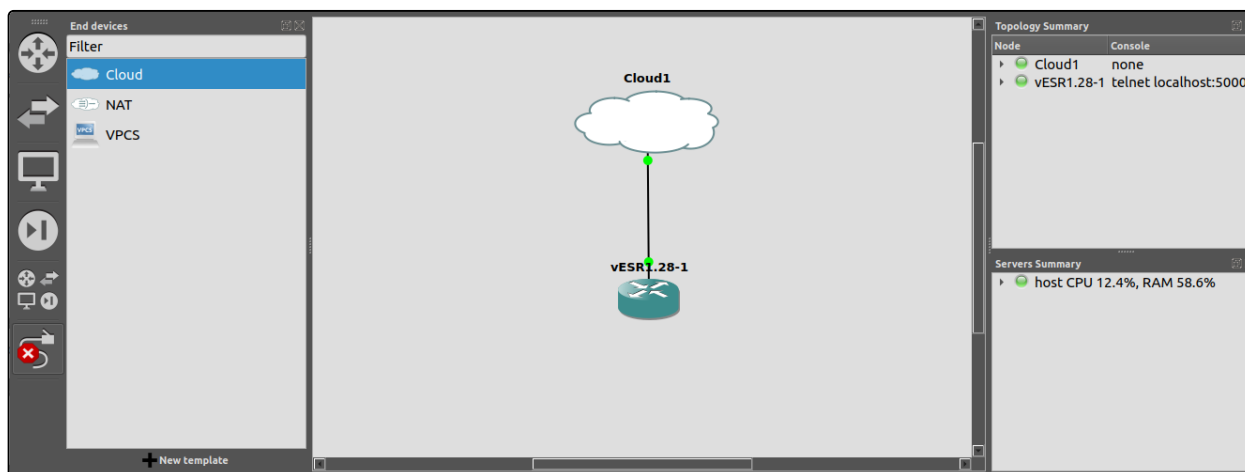 End devices
Filter
Cloud
NAT
VPCS
VPCS
New template
Cloud1
vESR1.28-1
Topology Summary
Node Console
Cloud1 none
vESR1.28-1 telnet localhost:5000
Servers Summary
host CPU 12.4%, RAM 58.6%